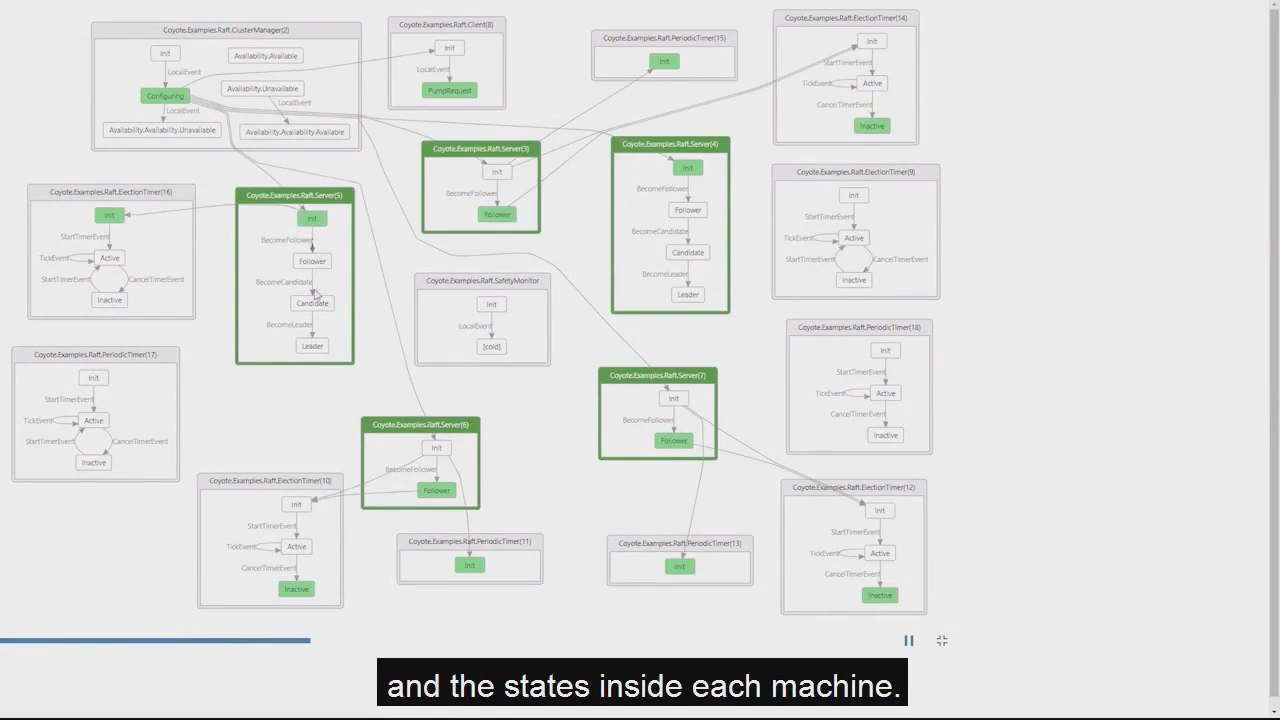 Coyote.Examples.Raft.ClusterManager(2)
Init
LocalEvent
Configuring
LocalEvent
Availability.Availability.Unavailable
Availability.Available
Availability.Unavailable
LocalEvent
Availability.Availability.Available
Coyote.Examples.Raft.Client(8)
Init
LocalEvent
PumpRequest
Coyote.Examples.Raft.PeriodicTimer(15)
Init
Coyote.Examples.Raft.ElectionTimer(14)
Init
StartTimerEvent
TickEvent
Active
CancelTimerEvent
Inactive
Coyote.Examples.Raft.Server(3)
Init
BecomeFollower
Follower
Coyote.Examples.Raft.Server(4)
Init
BecomeFollower
Follower
BecomeCandidate
Candidate
BecomeLeader
Leader
Coyote.Examples.Raft.ElectionTimer(9)
Init
StartTimerEvent
TickEvent
Active
StartTimerEvent
CancelTimerEvent
Inactive
Coyote.Examples.Raft.ElectionTimer(16)
Init
StartTimerEvent
TickEvent
Active
StartTimerEvent
CancelTimerEvent
Inactive
Coyote.Examples.Raft.Server(5)
Init
BecomeFollower
Follower
BecomeCandidate
Candidate
BecomeLeader
Leader
Coyote.Examples.Raft.SafetyMonitor
Init
LocalEvent
[cold]
Coyote.Examples.Raft.PeriodicTimer(18)
Init
StartTimerEvent
TickEvent
Active
CancelTimerEvent
Inactive
Coyote.Examples.Raft.PeriodicTimer(17)
Init
StartTimerEvent
TickEvent
Active
StartTimerEvent
CancelTimerEvent
Inactive
Coyote.Examples.Raft.Server(7)
Init
BecomeFollower
Follower
Coyote.Examples.Raft.Server(6)
Init
BecomeFollower
Follower
Coyote.Examples.Raft.ElectionTimer(10)
Init
StartTimerEvent
TickEvent
Active
CancelTimerEvent
Inactive
Coyote.Examples.Raft.PeriodicTimer(11)
Init
Coyote.Examples.Raft.PeriodicTimer(13)
Init
Coyote.Examples.Raft.ElectionTimer(12)
Init
StartTimerEvent
TickEvent
Active
CancelTimerEvent
Inactive
and the states inside each machine.